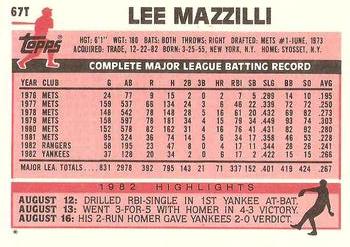 67T
Topps
LEE MAZZILLI
HGT: 6'1" WGT: 180 BATS: BOTH THROWS: RIGHT DRAFTED: METS #1-JUNE, 1973
ACQUIRED: TRADE, 12-22-82 BORN: 3-25-55, NEW YORK, N.Y. HOME: SYOSSET, N.Y.
COMPLETE MAJOR LEAGUE BATTING RECORD
YEAR CLUB G AB R H 2B 3B HR RBI SB SLG BB SO AVG
1976 METS 24 77 9 15 2 0 2 7 5 .299 14 10 .195
1977 METS 159 537 66 134 24 3 6 46 22 .339 72 72 .250
1978 METS 148 542 78 148 28 5 16 61 20 .432 69 82 .273
1979 METS 158 597 78 181 34 4 15 79 34 .449 93 74 .303
1980 METS 152 578 82 162 31 4 16 76 41 .431 82 92 .280
1981 METS 95 324 36 74 14 5 6 34 17 .358 46 53 .228
1982 RANGERS 58 195 23 47 8 0 4 17 11 .344 28 26 .241
1982 YANKEES 37 128 20 34 2 0 6 17 2 .422 15 15 .266
MAJ. LEA. TOTALS 831 2978 392 795 143 21 71 337 152 .407 419 424 .267
1982 HIGHLIGHTS
AUGUST 12: DRILLED RBI-SINGLE IN 1ST YANKEE AT-BAT.
AUGUST 13: WENT 3-FOR-5 WITH HOMER IN 4-3 VICTORY.
AUGUST 16: HIS 2-RUN HOMER GAVE YANKEES 2-0 TRIUMPH.